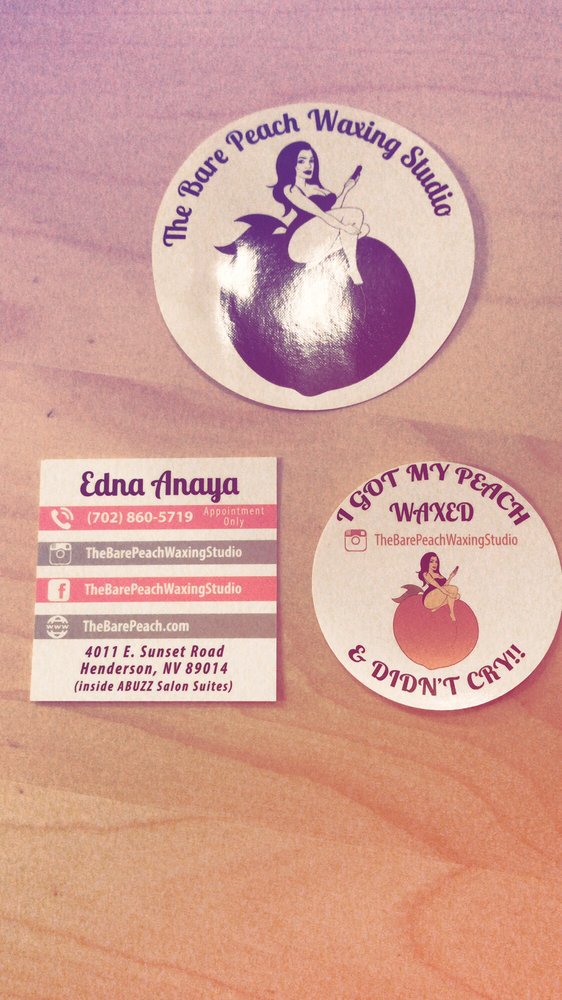 The Bare Peach Waxing Studio
Edna Anaya
(702) 860-5719 Appointment Only
TheBarePeachWaxingStudio
f TheBarePeachWaxingStudio
www TheBarePeach.com
4011 E. Sunset Road
Henderson, NV 89014
(inside ABUZZ Salon Suites)
I GOT MY PEACH
WAXED
TheBarePeachWaxingStudio
& DIDN'T CRY!!